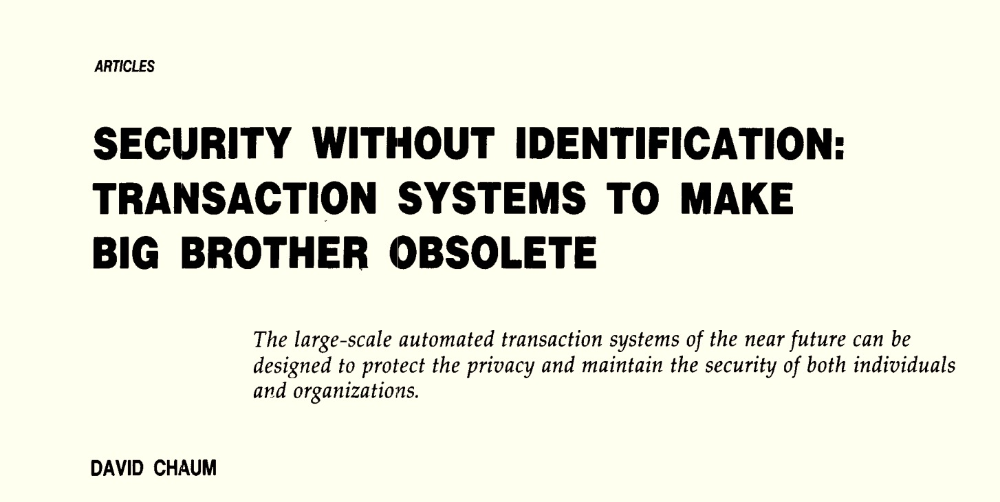 ARTICLES
SECURITY WITHOUT IDENTIFICATION:
TRANSACTION SYSTEMS TO MAKE
BIG BROTHER OBSOLETE
The large-scale automated transaction systems of the near future can be
designed to protect the privacy and maintain the security of both individuals
and organizations.
DAVID CHAUM